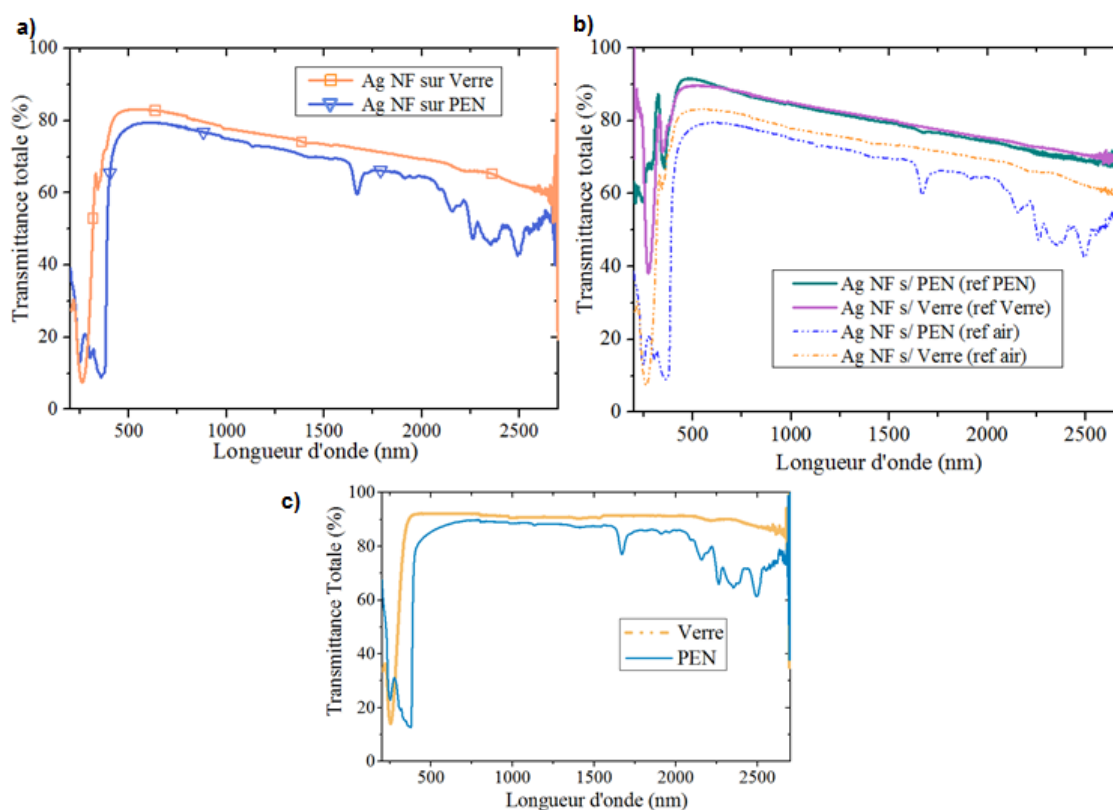 a)
100
80
60
40
20
0
Transmittance totale (%)
Ag NF sur Verre
Ag NF sur PEN
500 1000 1500 2000 2500
Longueur d'onde (nm)
b)
100
80
60
40
20
0
Transmittance totale (%)
Ag NF s/ PEN (ref PEN)
Ag NF s/ Verre (ref Verre)
Ag NF s/ PEN (ref air)
Ag NF s/ Verre (ref air)
500 1000 1500 2000 2500
Longueur d'onde (nm)
c)
100
80
60
40
20
0
Transmittance Totale (%)
Verre
PEN
500 1000 1500 2000 2500
Longueur d'onde (nm)